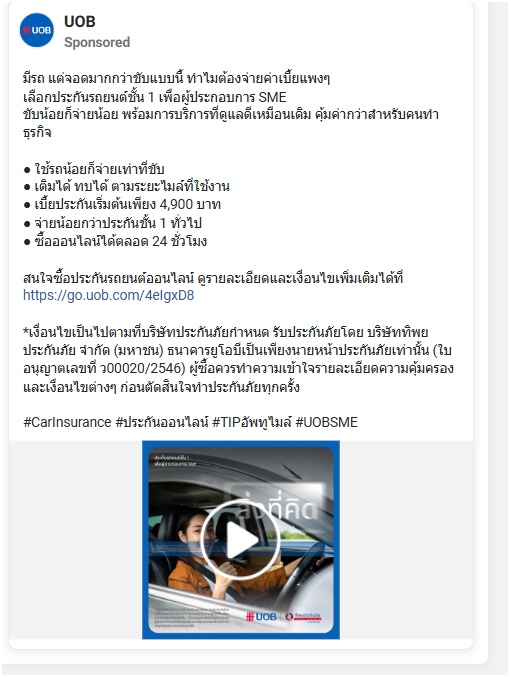 UOB
Sponsored
มีรถ แต่จอดมากกว่าขับแบบนี้ ทำไมต้องจ่ายค่าเบี้ยแพงๆ
เลือกประกันรถยนต์ชั้น 1 เพื่อผู้ประกอบการ SME
ขับน้อยก็จ่ายน้อย พร้อมการบริการที่ดูแลดีเหมือนเดิม คุ้มค่ากว่าสำหรับคนทำ
ธุรกิจ
● ใช้รถน้อยก็จ่ายเท่าที่ขับ
● เติมได้ ทบได้ ตามระยะไมล์ที่ใช้งาน
● เบี้ยประกันเริ่มต้นเพียง 4,900 บาท
● จ่ายน้อยกว่าประกันชั้น 1 ทั่วไป
● ซื้อออนไลน์ได้ตลอด 24 ชั่วโมง
สนใจซื้อประกันรถยนต์ออนไลน์ ดูรายละเอียดและเงื่อนไขเพิ่มเติมได้ที่
https://go.uob.com/4eIgxD8
*เงื่อนไขเป็นไปตามที่บริษัทประกันภัยกำหนด รับประกันภัยโดย บริษัททิพย
ประกันภัย จำกัด (มหาชน) ธนาคารยูโอบีเป็นเพียงนายหน้าประกันภัยเท่านั้น (ใบ
อนุญาตเลขที่ ว00020/2546) ผู้ซื้อควรทำความเข้าใจรายละเอียดความคุ้มครอง
และเงื่อนไขต่างๆ ก่อนตัดสินใจทำประกันภัยทุกครั้ง
#CarInsurance #ประกันออนไลน์ #TIPอัพทูไมล์ #UOBSME
ประกันรถยนต์ชั้น 1
เพื่อผู้ประกอบการ SME
สิ่งที่คิด
UOB ทิพยประกันภัย